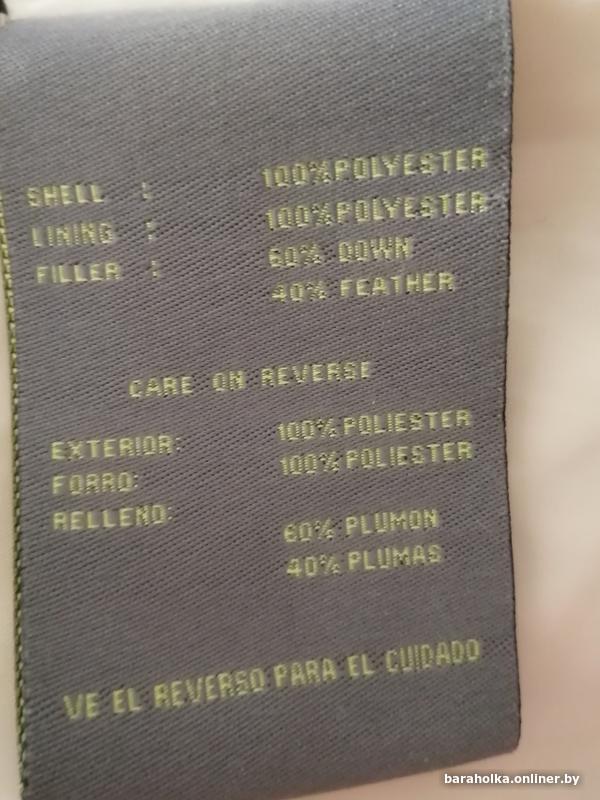 SHELL : 100%POLYESTER
LINING : 100%POLYESTER
FILLER : 60% DOWN
40% FEATHER
CARE ON REVERSE
EXTERIOR: 100%POLIESTER
FORRO: 100%POLIESTER
RELLENO: 60% PLUMON
40% PLUMAS
VE EL REVERSO PARA EL CUIDADO
baraholka.onliner.by